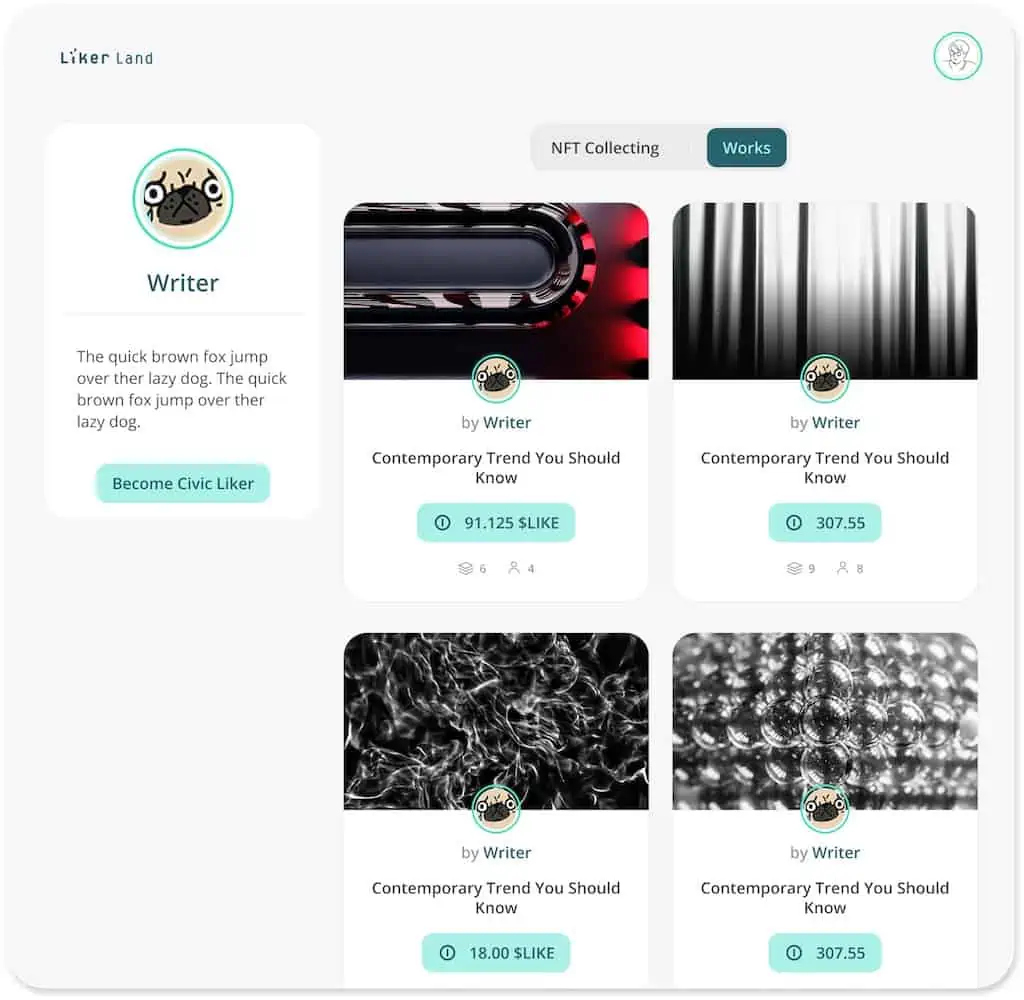 Liker Land
Writer
The quick brown fox jump
over ther lazy dog. The quick
brown fox jump over ther
lazy dog.
Become Civic Liker
NFT Collecting
Works
by Writer
Contemporary Trend You Should
Know
91.125 $LIKE
6 4
by Writer
Contemporary Trend You Should
Know
307.55
9 8
by Writer
Contemporary Trend You Should
Know
18.00 $LIKE
by Writer
Contemporary Trend You Should
Know
307.55